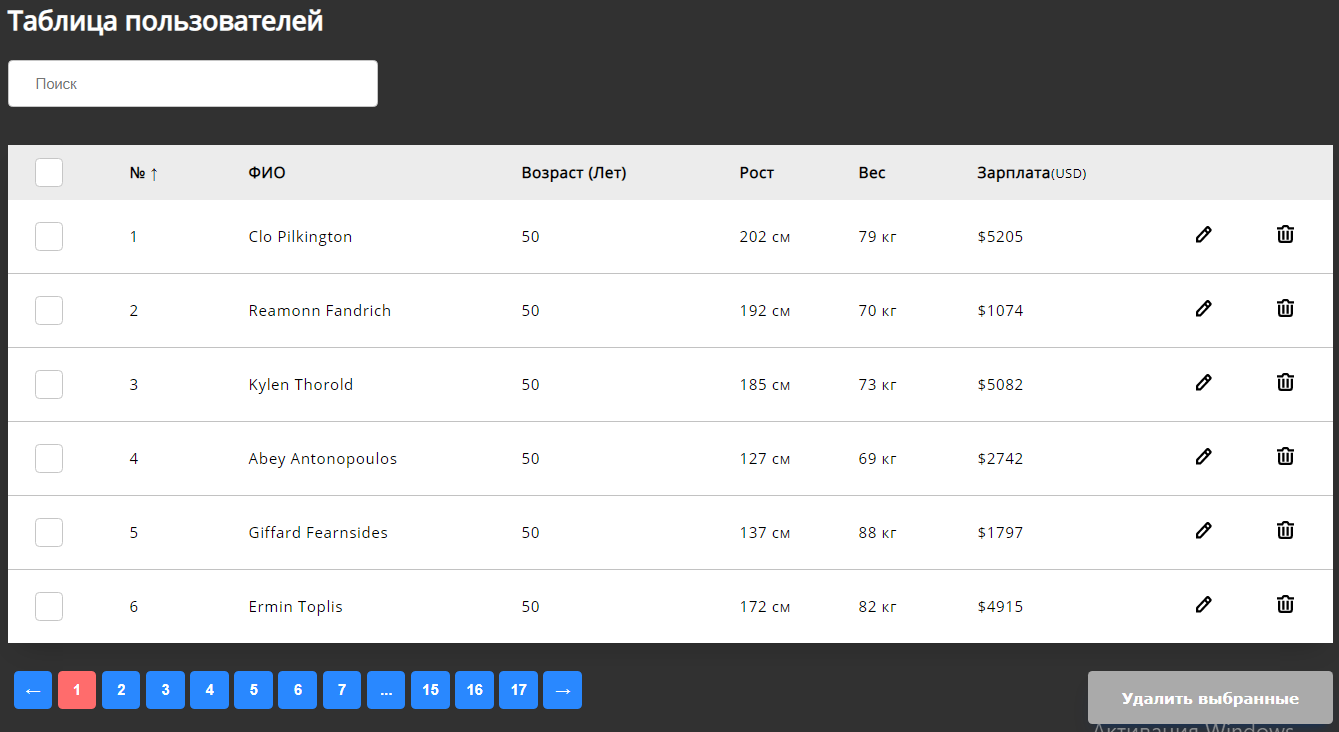 Таблица пользователей
Поиск
№ ↑ ФИО Возраст (Лет) Рост Вес Зарплата(USD)
1 Clo Pilkington 50 202 см 79 кг $5205
2 Reamonn Fandrich 50 192 см 70 кг $1074
3 Kylen Thorold 50 185 см 73 кг $5082
4 Abey Antonopoulos 50 127 см 69 кг $2742
5 Giffard Fearnsides 50 137 см 88 кг $1797
6 Ermin Toplis 50 172 см 82 кг $4915
← 1 2 3 4 5 6 7 ... 15 16 17 → Удалить выбранные
Активация Windows